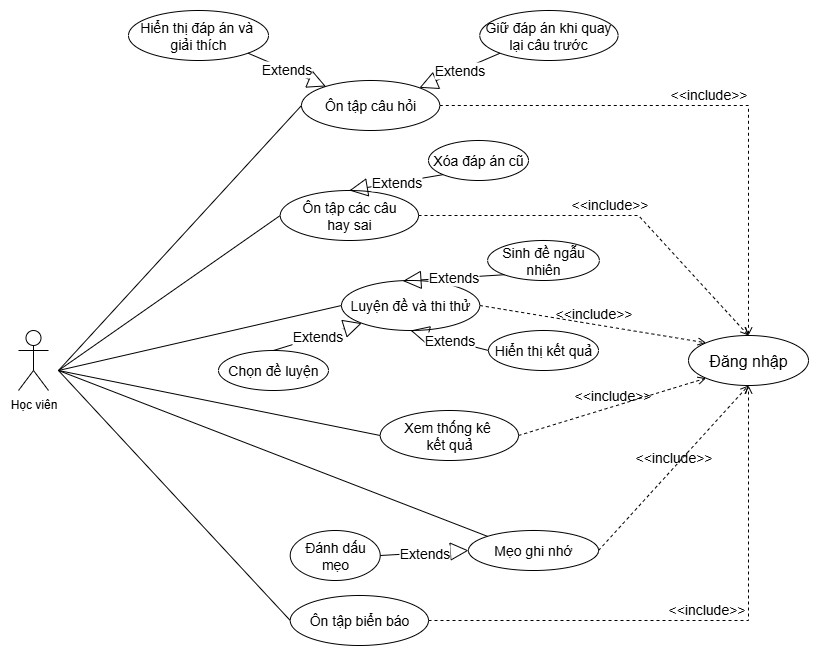 Hiển thị đáp án và
giải thích
Giữ đáp án khi quay
lại câu trước
Extends
Extends
Ôn tập câu hỏi
<<include>>
Xóa đáp án cũ
Extends
Ôn tập các câu
hay sai
<<include>>
Sinh đề ngẫu
nhiên
Extends
Luyện đề và thi thử
<<include>>
Extends
Extends
Chọn đề luyện
Hiển thị kết quả
Đăng nhập
Học viên
<<include>>
Xem thống kê
kết quả
<<include>>
Đánh dấu
mẹo
Extends
Mẹo ghi nhớ
Ôn tập biển báo
<<include>>